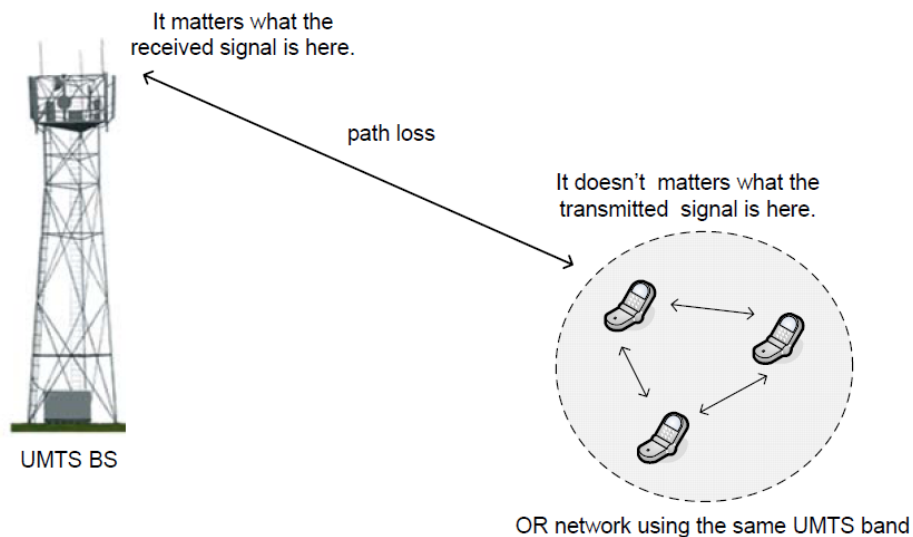 It matters what the
received signal is here.
path loss
It doesn't matters what the
transmitted signal is here.
UMTS BS
OR network using the same UMTS band